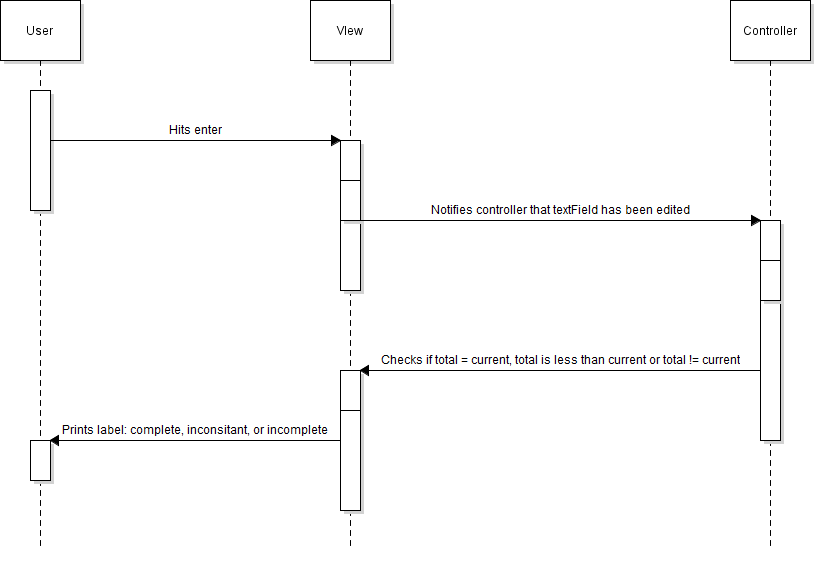 User
VIew
Controller
Hits enter
Notifies controller that textField has been edited
Checks if total = current, total is less than current or total != current
Prints label: complete, inconsitant, or incomplete